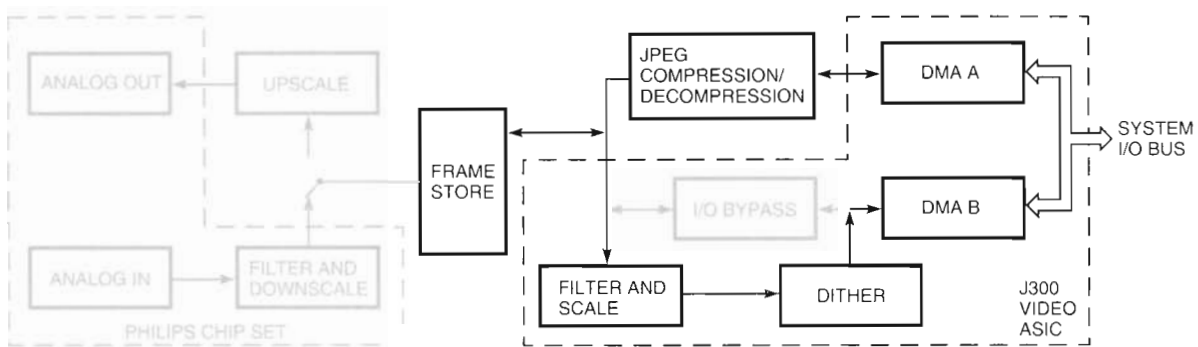 ANALOG OUT
UPSCALE
JPEG
COMPRESSION/
DECOMPRESSION
DMA A
SYSTEM
I/O BUS
FRAME
STORE
I/O BYPASS
DMA B
ANALOG IN
FILTER AND
DOWNSCALE
FILTER AND
SCALE
DITHER
PHILIPS CHIP SET
J300
VIDEO
ASIC